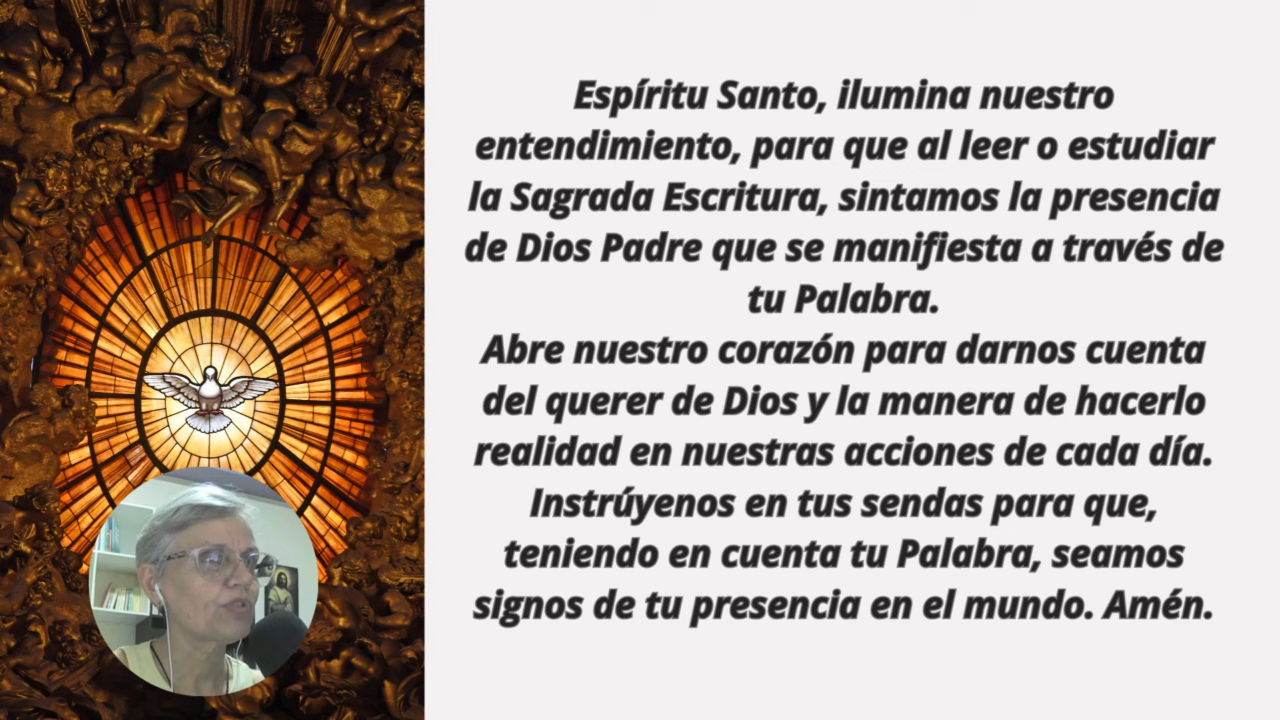 Espíritu Santo, ilumina nuestro
entendimiento, para que al leer o estudiar
la Sagrada Escritura, sintamos la presencia
de Dios Padre que se manifiesta a través de
tu Palabra.
Abre nuestro corazón para darnos cuenta
del querer de Dios y la manera de hacerlo
realidad en nuestras acciones de cada día.
Instrúyenos en tus sendas para que,
teniendo en cuenta tu Palabra, seamos
signos de tu presencia en el mundo. Amén.